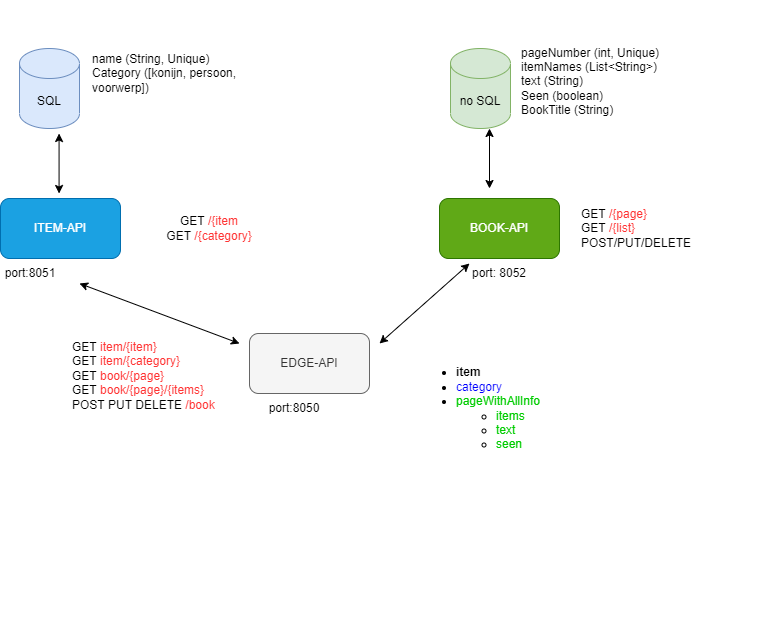 SQL
name (String, Unique)
Category ([konijn, persoon,
voorwerp])
no SQL
pageNumber (int, Unique)
itemNames (List<String>)
text (String)
Seen (boolean)
BookTitle (String)
ITEM-API
port:8051
GET /{item
GET /{category}
BOOK-API
port: 8052
GET /{page}
GET /{list}
POST/PUT/DELETE
GET item/{item}
GET item/{category}
GET book/{page}
GET book/{page}/{items}
POST PUT DELETE /book
EDGE-API
port:8050
item
category
pageWithAllInfo
items
text
seen